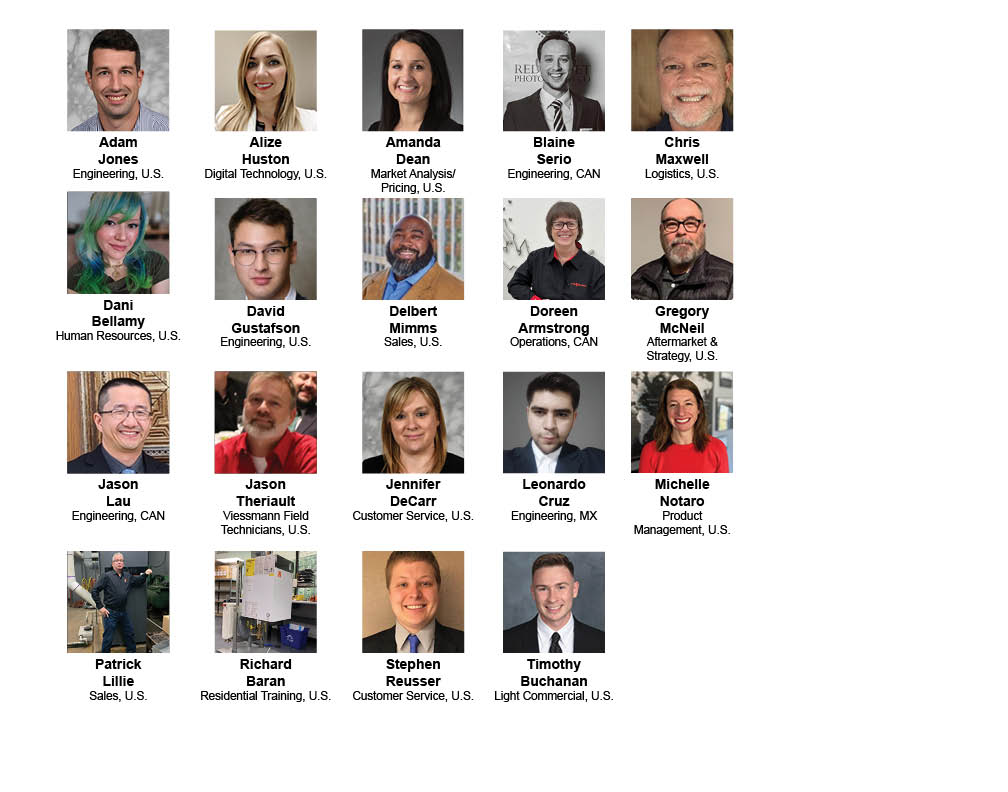 RED
ET
PHOTO
Adam
Jones
Engineering, U.S.
Alize
Huston
Digital Technology, U.S.
Amanda
Dean
Market Analysis/
Pricing, U.S.
Blaine
Serio
Engineering, CAN
Chris
Maxwell
Logistics, U.S.
Dani
Bellamy
Human Resources, U.S.
David
Gustafson
Engineering, U.S.
Delbert
Mimms
Sales, U.S.
Doreen
Armstrong
Operations, CAN
Gregory
McNeil
Aftermarket &
Strategy, U.S.
Jason
Lau
Engineering, CAN
Jason
Theriault
Viessmann Field
Technicians, U.S.
Jennifer
DeCarr
Customer Service, U.S.
Leonardo
Cruz
Engineering, MX
Michelle
Notaro
Product
Management, U.S.
Patrick
Lillie
Sales, U.S.
Richard
Baran
Residential Training, U.S.
Stephen
Reusser
Customer Service, U.S.
Timothy
Buchanan
Light Commercial, U.S.